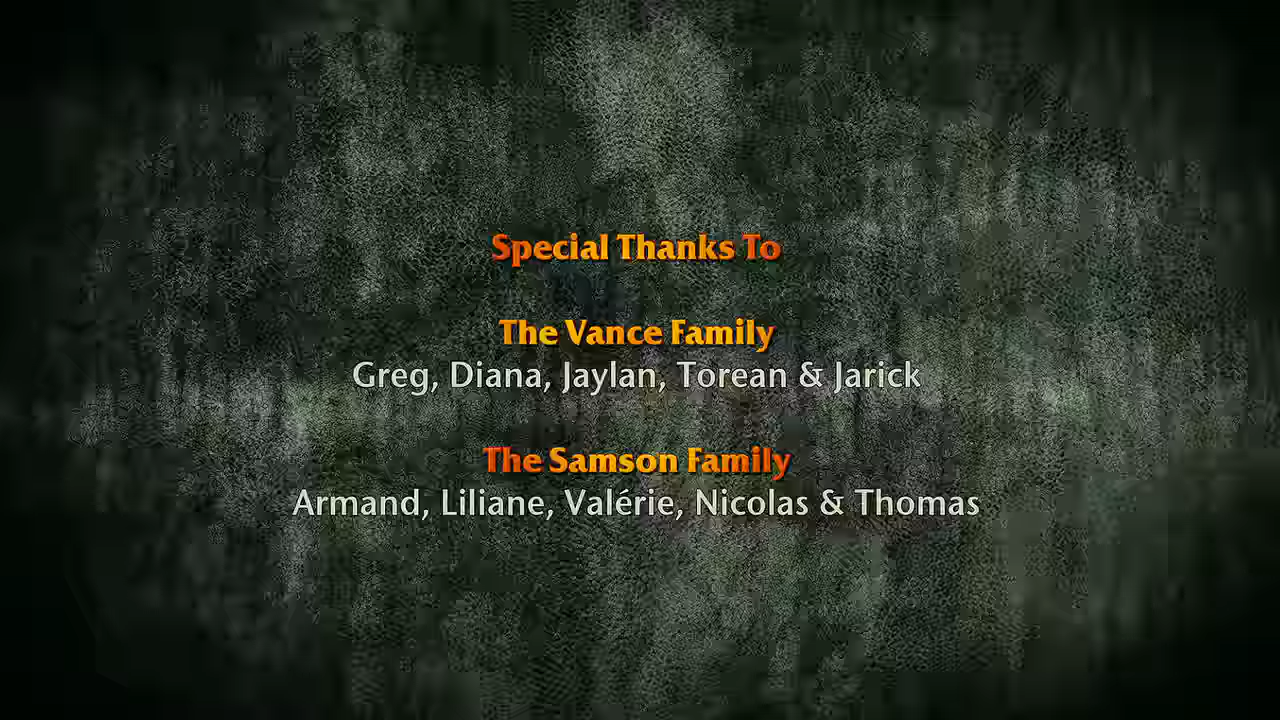 Special Thanks To
The Vance Family
Greg, Diana, Jaylan, Torean & Jarick
The Samson Family
Armand, Liliane, Valérie, Nicolas & Thomas